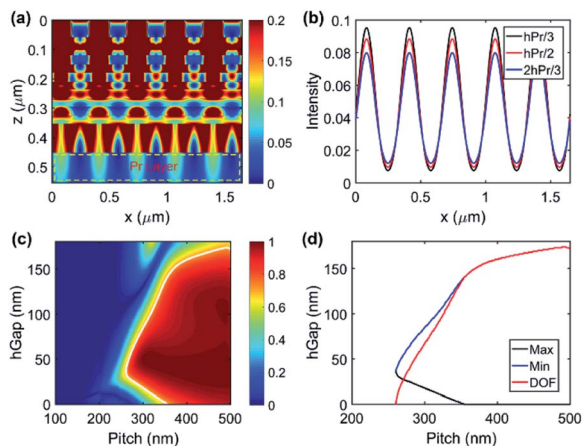 (a)
0
0.1
0.2
0.3
0.4
0.5
z (μm)
Pr Layer
0 0.5 1 1.5
x (μm)
0.2
0.15
0.1
0.05
0
(b)
0.1
0.08
0.06
0.04
0.02
0
Intensity
hPr/3
hPr/2
2hPr/3
0 0.5 1 1.5
x (μm)
(c)
150
100
50
0
hGap (nm)
100 200 300 400 500
Pitch (nm)
1
0.8
0.6
0.4
0.2
0
(d)
150
100
50
0
hGap (nm)
Max
Min
DOF
200 300 400 500
Pitch (nm)